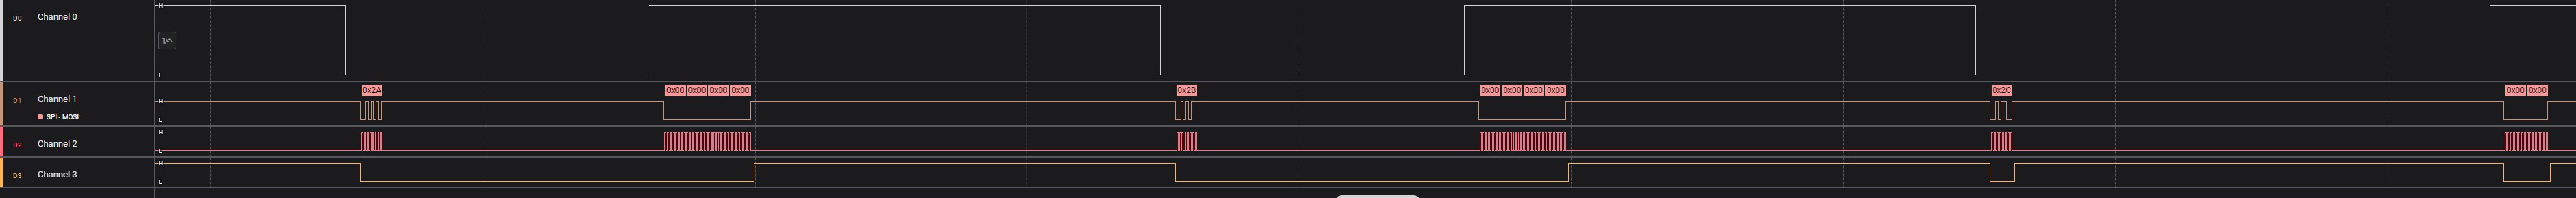 D0 Channel 0
H
L
0x2A 0x00 0x00 0x00 0x00 0x2B 0x00 0x00 0x00 0x00 0x2C 0x00 0x00
D1 Channel 1
H
SPI - MOSI
L
H
D2 Channel 2
L
H
D3 Channel 3
L